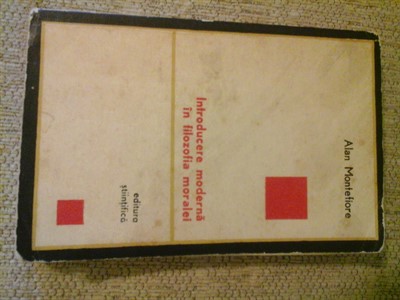 Alan Montefiore
Introducere modernă
în filozofia moralei
editura
științifică